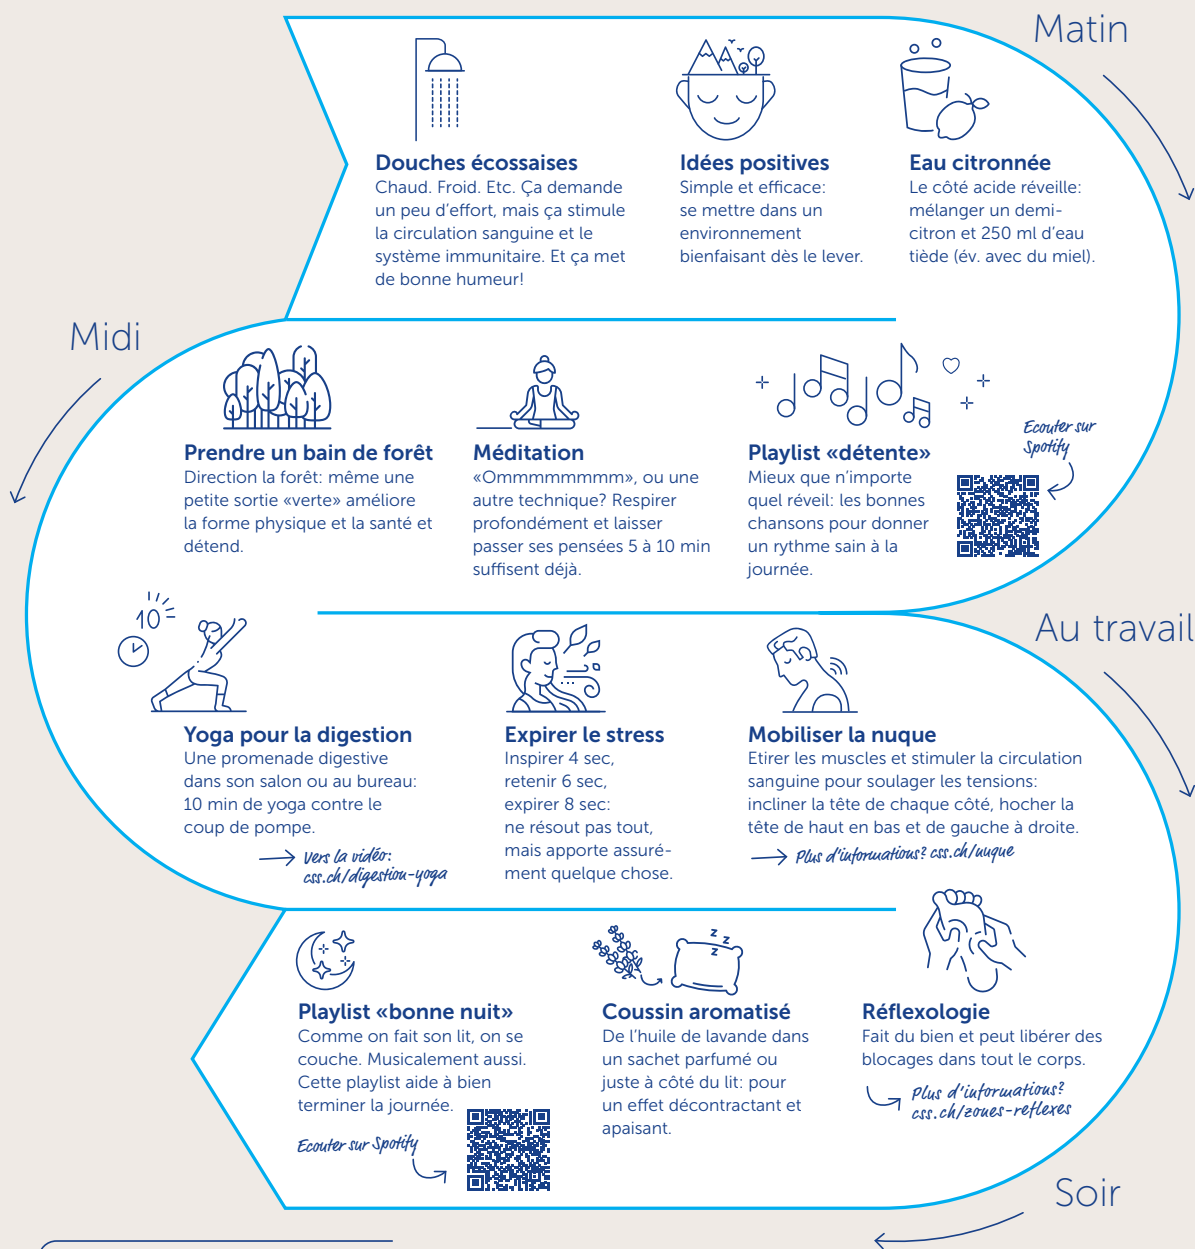 Matin
Douches écossaises
Chaud. Froid. Etc. Ça demande
un peu d'effort, mais ça stimule
la circulation sanguine et le
système immunitaire. Et ça met
de bonne humeur!
Idées positives
Simple et efficace:
se mettre dans un
environnement
bienfaisant dès le lever.
Eau citronnée
Le côté acide réveille:
mélanger un demi-
citron et 250 ml d'eau
tiède (év. avec du miel).
Midi
Prendre un bain de forêt
Direction la forêt: même une
petite sortie «verte» améliore
la forme physique et la santé et
détend.
Méditation
«Ommmmmmmm», ou une
autre technique? Respirer
profondément et laisser
passer ses pensées 5 à 10 min
suffisent déjà.
Playlist «détente»
Mieux que n'importe
quel réveil: les bonnes
chansons pour donner
un rythme sain à la
journée.
Ecouter sur
Spotify
Au travail
10
Yoga pour la digestion
Une promenade digestive
dans son salon ou au bureau:
10 min de yoga contre le
coup de pompe.
Vers la vidéo:
css.ch/digestion-yoga
Expirer le stress
Inspirer 4 sec,
retenir 6 sec,
expirer 8 sec:
ne résout pas tout,
mais apporte assuré-
ment quelque chose.
Mobiliser la nuque
Etirer les muscles et stimuler la circulation
sanguine pour soulager les tensions:
incliner la tête de chaque côté, hocher la
tête de haut en bas et de gauche à droite.
Plus d'informations? css.ch/nuque
Playlist «bonne nuit»
Comme on fait son lit, on se
couche. Musicalement aussi.
Cette playlist aide à bien
terminer la journée.
Ecouter sur Spotify
z z
z
Coussin aromatisé
De l'huile de lavande dans
un sachet parfumé ou
juste à côté du lit: pour
un effet décontractant et
apaisant.
Réflexologie
Fait du bien et peut libérer des
blocages dans tout le corps.
Plus d'informations?
css.ch/zones-reflexes
Soir